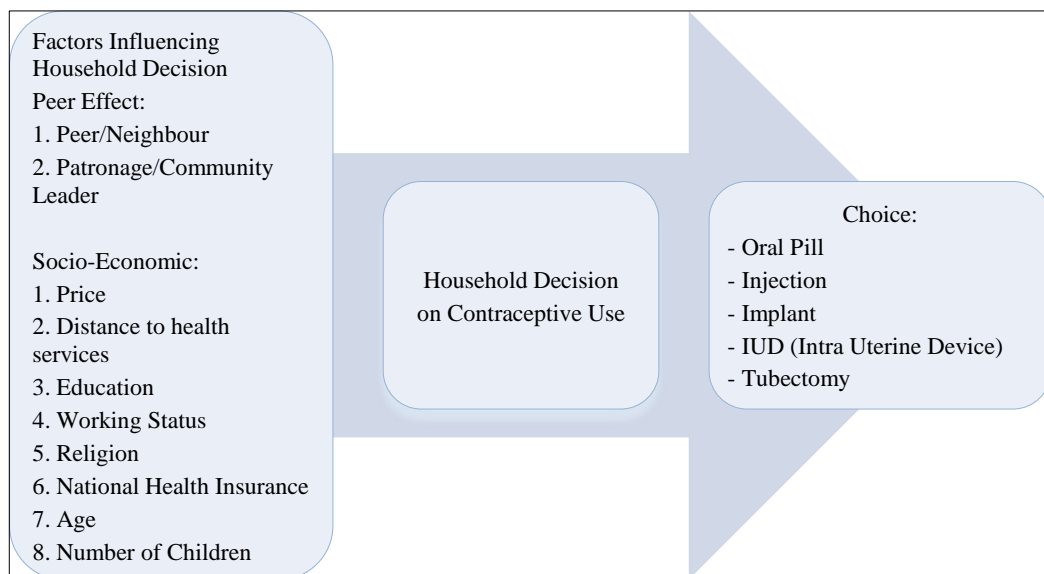 Factors Influencing
Household Decision
Peer Effect:
1. Peer/Neighbour
2. Patronage/Community
Leader
Socio-Economic:
1. Price
2. Distance to health
services
3. Education
4. Working Status
5. Religion
6. National Health Insurance
7. Age
8. Number of Children
Household Decision
on Contraceptive Use
Choice:
- Oral Pill
- Injection
- Implant
- IUD (Intra Uterine Device)
- Tubectomy